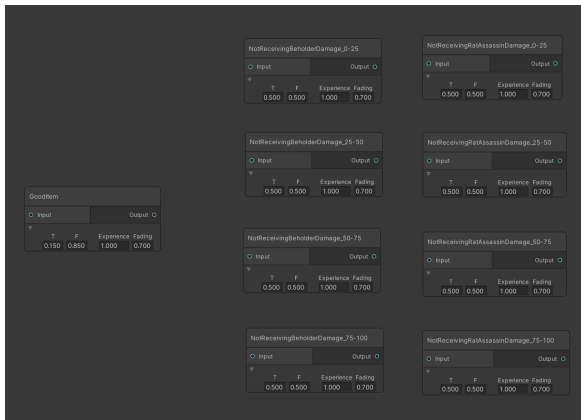 NotReceivingBeholderDamage_0-25
Input Output
T F Experience Fading
0.500 0.500 1.000 0.700
NotReceivingRatAssassinDamage_0-25
Input Output
T F Experience Fading
0.500 0.500 1.000 0.700
NotReceivingBeholderDamage_25-50
Input Output
T F Experience Fading
0.500 0.500 1.000 0.700
NotReceivingRatAssassinDamage_25-50
Input Output
T F Experience Fading
0.500 0.500 1.000 0.700
GoodItem
Input Output
T F Experience Fading
0.150 0.850 1.000 0.700
NotReceivingBeholderDamage_50-75
Input Output
T F Experience Fading
0.500 0.500 1.000 0.700
NotReceivingRatAssassinDamage_50-75
Input Output
T F Experience Fading
0.500 0.500 1.000 0.700
NotReceivingBeholderDamage_75-100
Input Output
T F Experience Fading
0.500 0.500 1.000 0.700
NotReceivingRatAssassinDamage_75-100
Input Output
T F Experience Fading
0.500 0.500 1.000 0.700